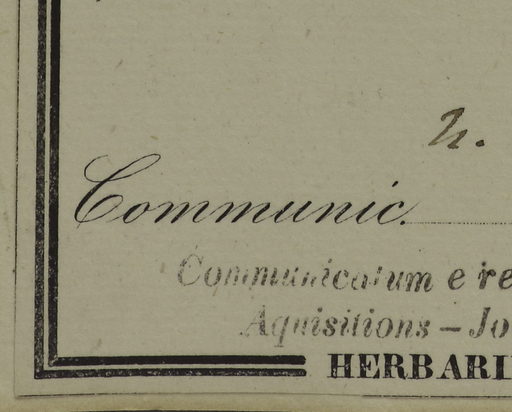 n.
Communic.
Communicatum e re
Aquisitions – Jo
HERBARI